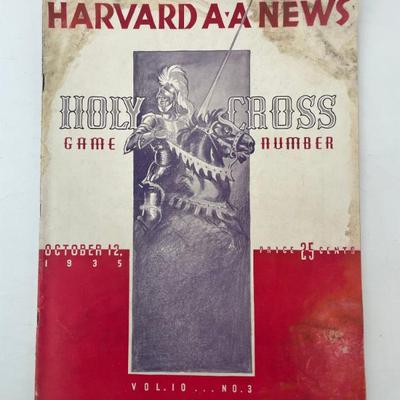 HARVARD A·A NEWS
HOLY CROSS
GAME NUMBER
OCTOBER 12,
1935
PRICE 25 CENTS
VOL.10 ... NO.3